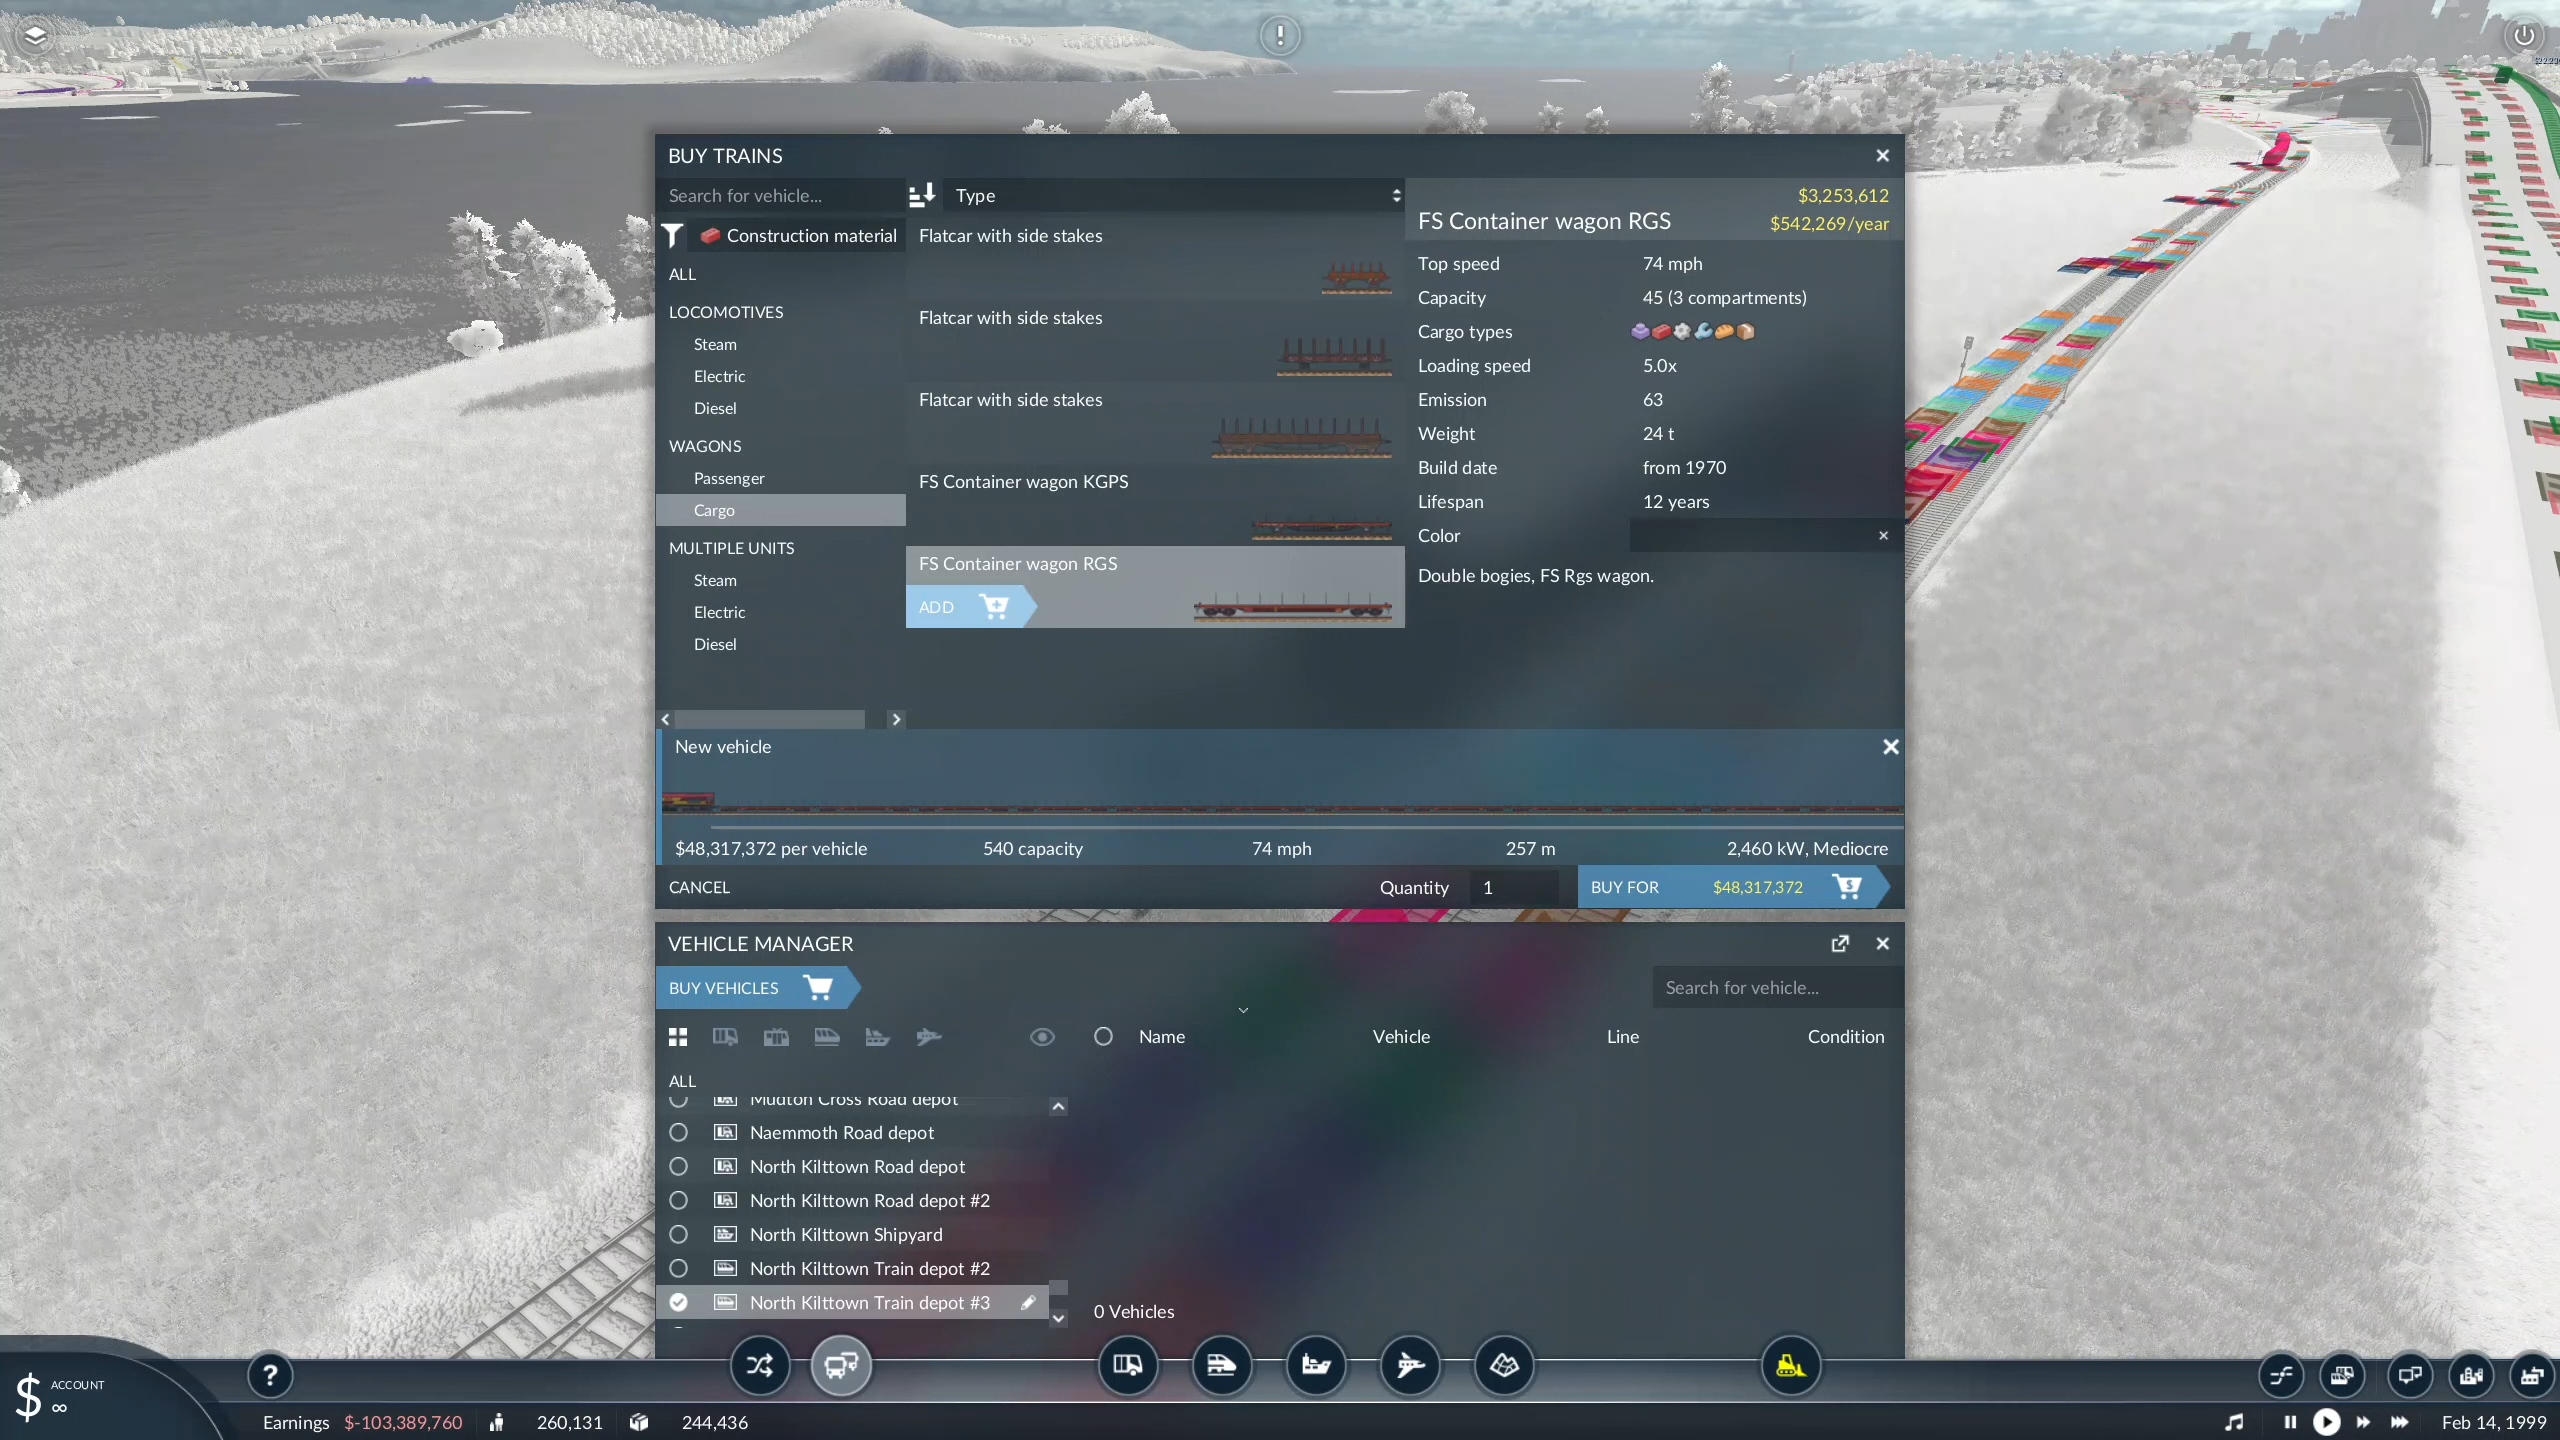 BUY TRAINS
Search for vehicle...
Type
$3,253,612
FS Container wagon RGS
$542,269/year
Construction material
ALL
LOCOMOTIVES
Steam
Electric
Diesel
WAGONS
Passenger
Cargo
MULTIPLE UNITS
Steam
Electric
Diesel
Flatcar with side stakes
Flatcar with side stakes
Flatcar with side stakes
FS Container wagon KGPS
FS Container wagon RGS
ADD
Top speed 74 mph
Capacity 45 (3 compartments)
Cargo types
Loading speed 5.0x
Emission 63
Weight 24 t
Build date from 1970
Lifespan 12 years
Color
Double bogies, FS Rgs wagon.
New vehicle
$48,317,372 per vehicle 540 capacity 74 mph 257 m 2,460 kW, Mediocre
CANCEL Quantity 1 BUY FOR $48,317,372
VEHICLE MANAGER
BUY VEHICLES Search for vehicle...
Name Vehicle Line Condition
ALL
Mudton Cross Road depot
Naemmoth Road depot
North Kilttown Road depot
North Kilttown Road depot #2
North Kilttown Shipyard
North Kilttown Train depot #2
North Kilttown Train depot #3
0 Vehicles
$ ACCOUNT
∞
?
Earnings $-103,389,760 260,131 244,436 Feb 14, 1999